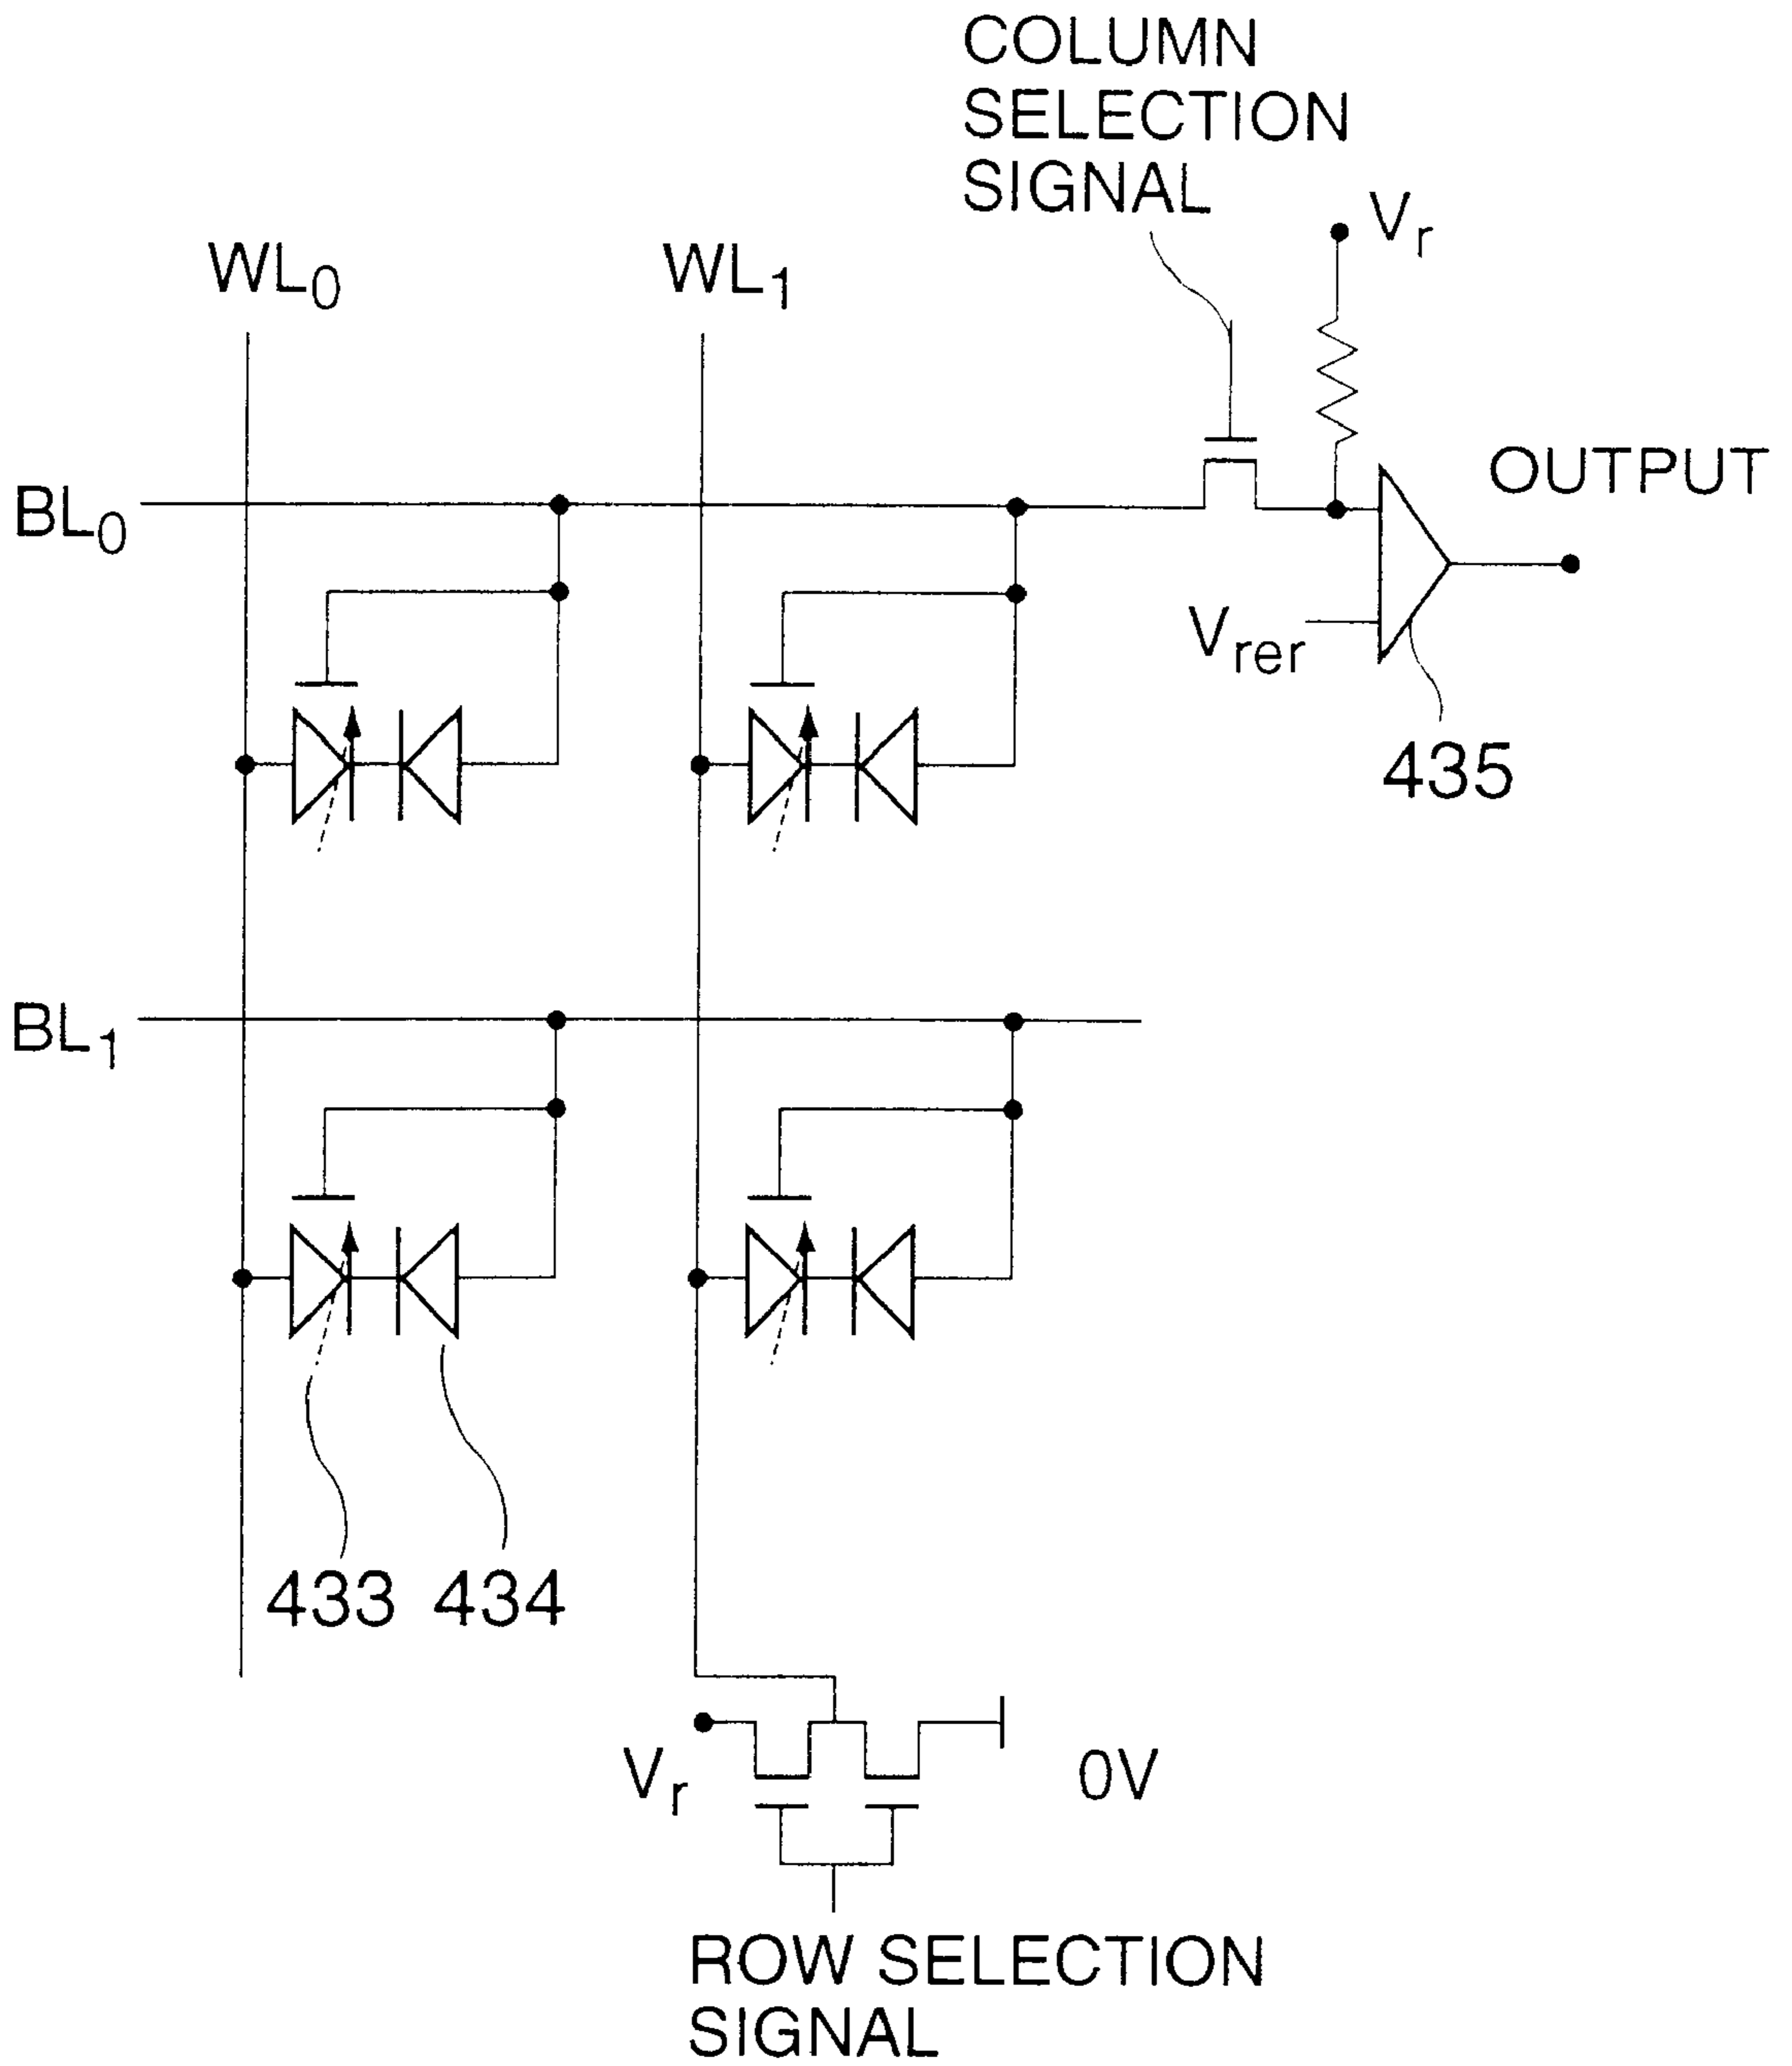 COLUMN
SELECTION
SIGNAL
Vr
WL0
WL1
OUTPUT
BL0
Vrer
435
BL1
433 434
Vr
0V
ROW SELECTION
SIGNAL